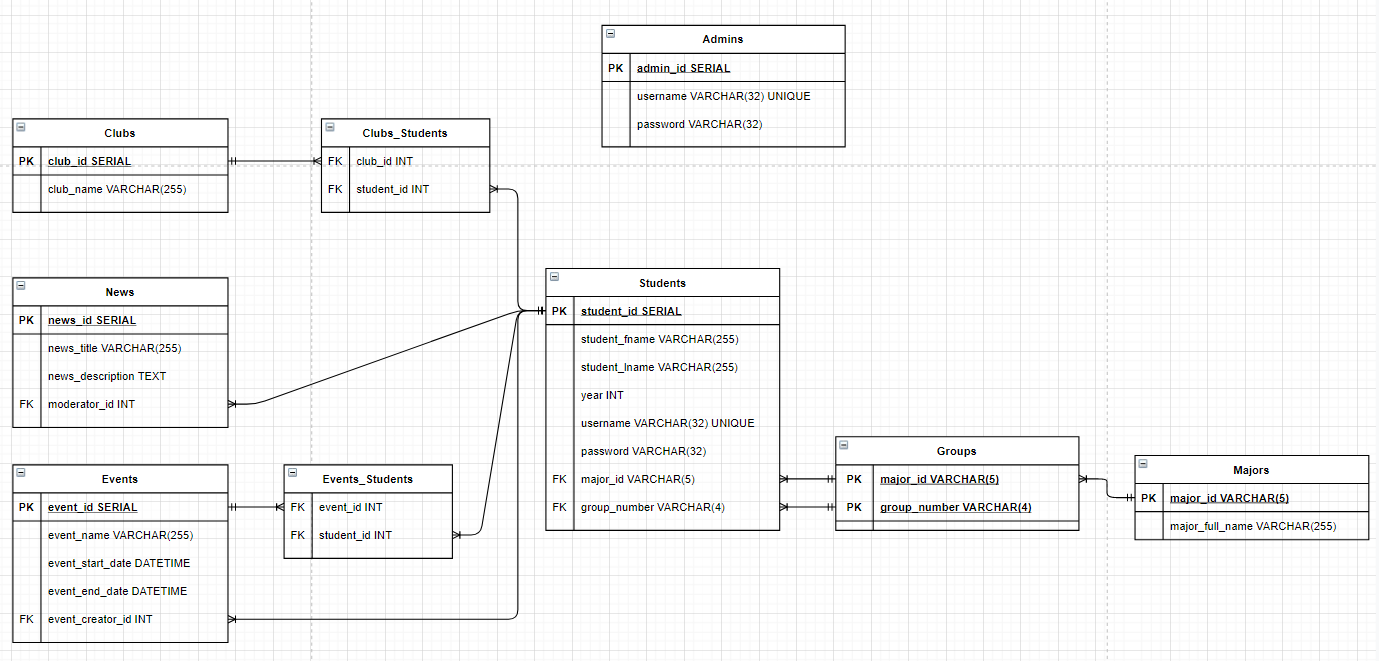 Admins
PK admin_id SERIAL
username VARCHAR(32) UNIQUE
password VARCHAR(32)
Clubs
PK club_id SERIAL
club_name VARCHAR(255)
Clubs_Students
FK club_id INT
FK student_id INT
News
PK news_id SERIAL
news_title VARCHAR(255)
news_description TEXT
FK moderator_id INT
Students
PK student_id SERIAL
student_fname VARCHAR(255)
student_lname VARCHAR(255)
year INT
username VARCHAR(32) UNIQUE
password VARCHAR(32)
FK major_id VARCHAR(5)
FK group_number VARCHAR(4)
Events
PK event_id SERIAL
event_name VARCHAR(255)
event_start_date DATETIME
event_end_date DATETIME
FK event_creator_id INT
Events_Students
FK event_id INT
FK student_id INT
Groups
PK major_id VARCHAR(5)
PK group_number VARCHAR(4)
Majors
PK major_id VARCHAR(5)
major_full_name VARCHAR(255)